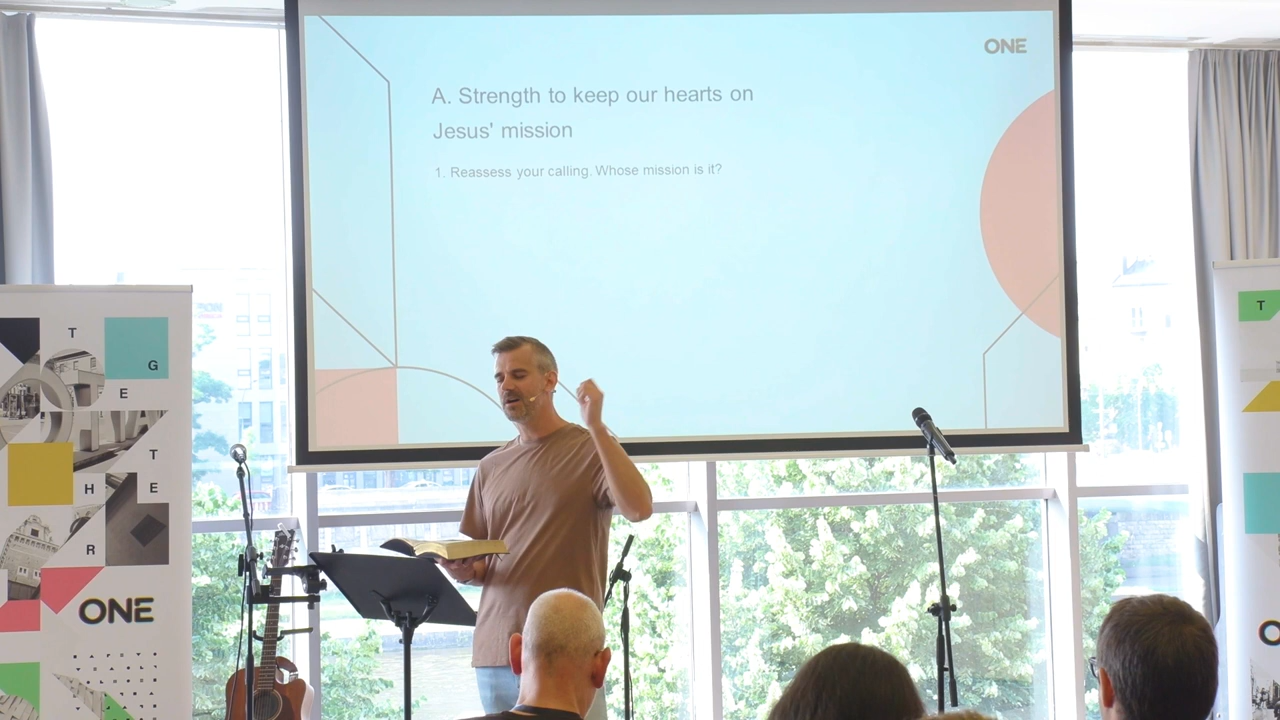 ONE
A. Strength to keep our hearts on
Jesus' mission
1. Reassess your calling. Whose mission is it?
T
G
E
T
H
E
R
ONE
T